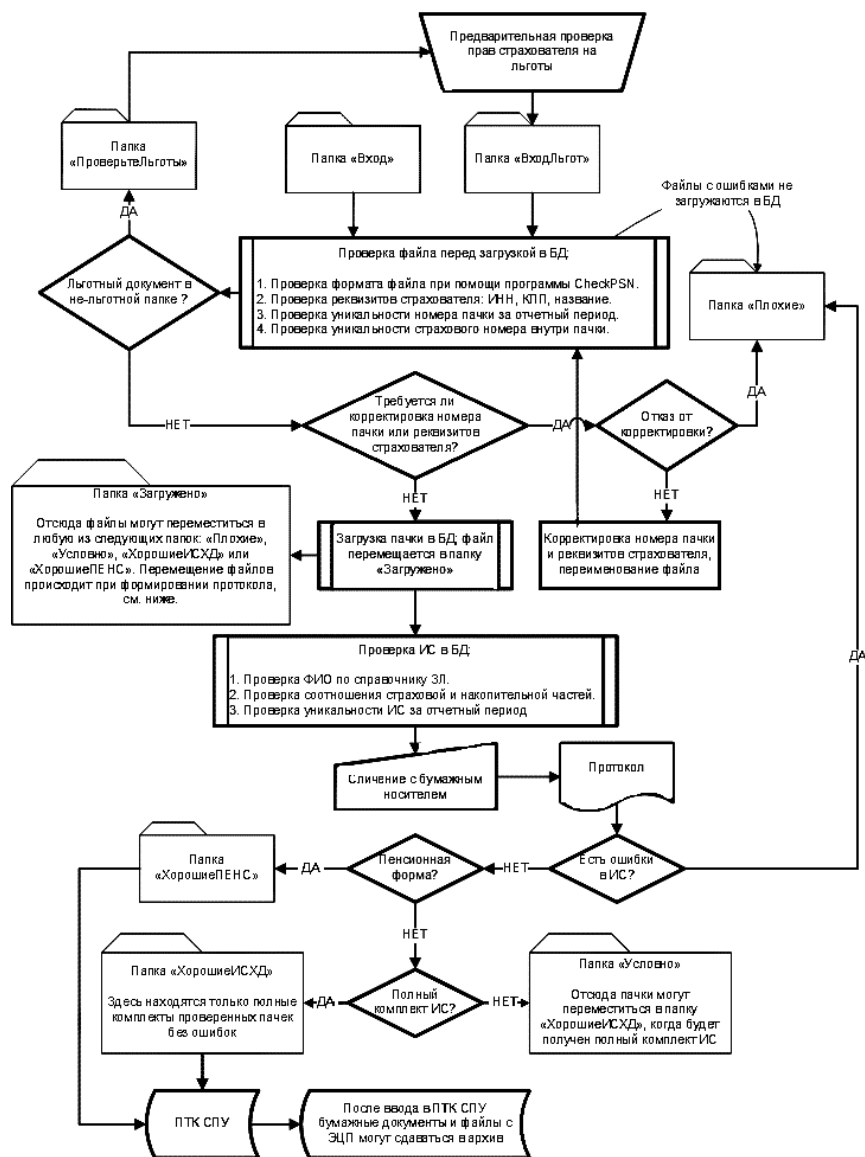 Предварительная проверка
прав страхователя на
льготы
Папка
«ПроверьтеЛьготы»
Папка «Вход»
Папка «ВходЛьгот»
Файлы с ошибками не
загружаются в БД
ДА
Льготный документ в
не-льготной папке ?
Проверка файла перед загрузкой в БД:
1. Проверка формата файла при помощи программы CheckPSN.
2. Проверка реквизитов страхователя: ИНН, КПП, название.
3. Проверка уникальности номера пачки за отчетный период.
4. Проверка уникальности страхового номера внутри пачки.
Папка «Плохие»
НЕТ
Требуется ли
корректировка номера
пачки или реквизитов
страхователя?
ДА
Отказ от
корректировки?
ДА
НЕТ
НЕТ
Папка «Загружено»
Отсюда файлы могут переместиться в
любую из следующих папок: «Плохие»,
«Условно», «ХорошиеИСХД» или
«ХорошиеПЕНС». Перемещение файлов
происходит при формировании протокола,
см. ниже.
Загрузка пачки в БД; файл
перемещается в папку
«Загружено»
Корректировка номера пачки
и реквизитов страхователя,
переименование файла
ДА
Проверка ИС в БД:
1. Проверка ФИО по справочнику ЗЛ.
2. Проверка соотношения страховой и накопительной частей.
3. Проверка уникальности ИС за отчетный период
Сличение с бумажным
носителем
Протокол
Папка
«ХорошиеПЕНС»
ДА
Пенсионная
форма?
НЕТ
Есть ошибки
в ИС?
НЕТ
Папка «ХорошиеИСХД»
Здесь находятся только полные
комплекты проверенных пачек
без ошибок
ДА
Полный
комплект ИС?
НЕТ
Папка «Условно»
Отсюда пачки могут
переместиться в папку
«ХорошиеИСХД», когда будет
получен полный комплект ИС
ПТК СПУ
После ввода в ПТК СПУ
бумажные документы и файлы с
ЭЦП могут сдаваться в архив